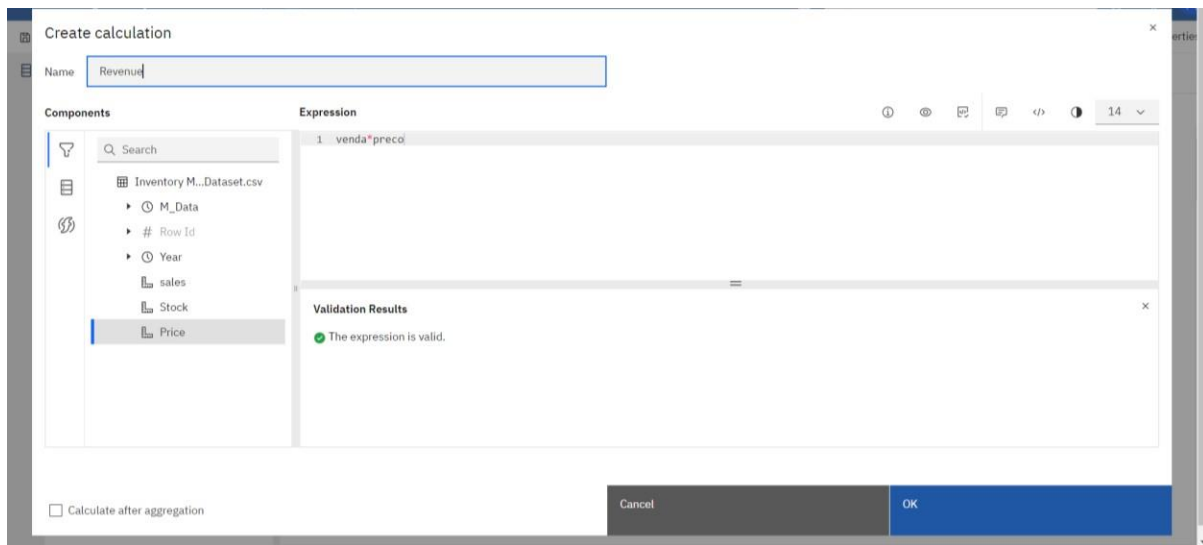 Create calculation
×
erties
Name Revenue
Components
Expression
14
Search
1 venda*preco
Inventory M...Dataset.csv
M_Data
# Row Id
Year
sales
Stock
Price
Validation Results
×
The expression is valid.
Calculate after aggregation
Cancel
OK